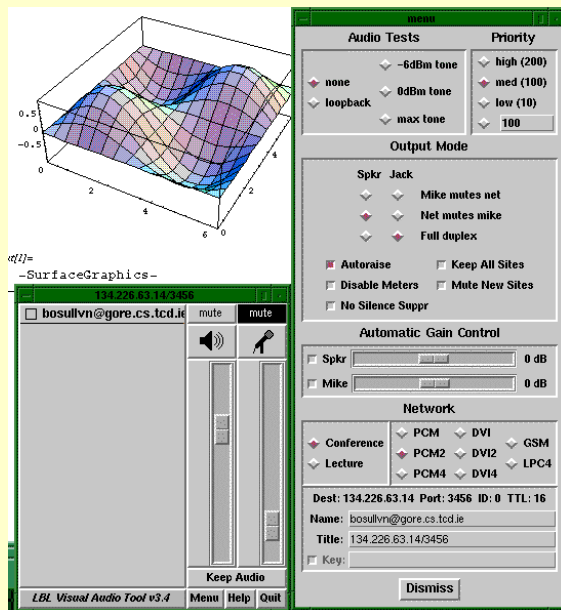 0.5
0
-0.5
0
2
4
6
0
2
4
-SurfaceGraphics-
134.226.63.14/3456
bosullvn@gore.cs.tcd.ie
mute
mute
Keep Audio
LBL Visual Audio Tool v3.4
Menu
Help
Quit
menu
Audio Tests
none
loopback
-6dBm tone
0dBm tone
max tone
Priority
high (200)
med (100)
low (10)
100
Output Mode
Spkr Jack
Mike mutes net
Net mutes mike
Full duplex
Autoraise
Keep All Sites
Disable Meters
Mute New Sites
No Silence Suppr
Automatic Gain Control
Spkr 0 dB
Mike 0 dB
Network
Conference
Lecture
PCM DVI
PCM2 DVI2
PCM4 DVI4
GSM
LPC4
Dest: 134.226.63.14 Port: 3456 ID: 0 TTL: 16
Name: bosullvn@gore.cs.tcd.ie
Title: 134.226.63.14/3456
Key:
Dismiss